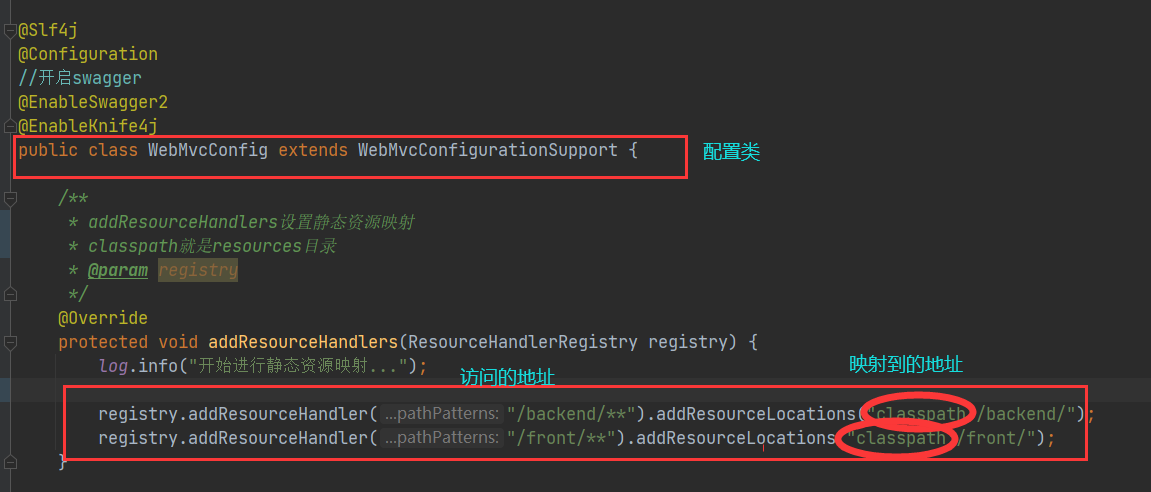 @Slf4j
@Configuration
//开启swagger
@EnableSwagger2
@EnableKnife4j
public class WebMvcConfig extends WebMvcConfigurationSupport { 配置类
/**
* addResourceHandlers设置静态资源映射
* classpath就是resources目录
* @param registry
*/
@Override
protected void addResourceHandlers(ResourceHandlerRegistry registry) {
log.info("开始进行静态资源映射...");
访问的地址 映射到的地址
registry.addResourceHandler( ...pathPatterns: "/backend/**").addResourceLocations("classpath:/backend/");
registry.addResourceHandler( ...pathPatterns: "/front/**").addResourceLocations("classpath:/front/");
}